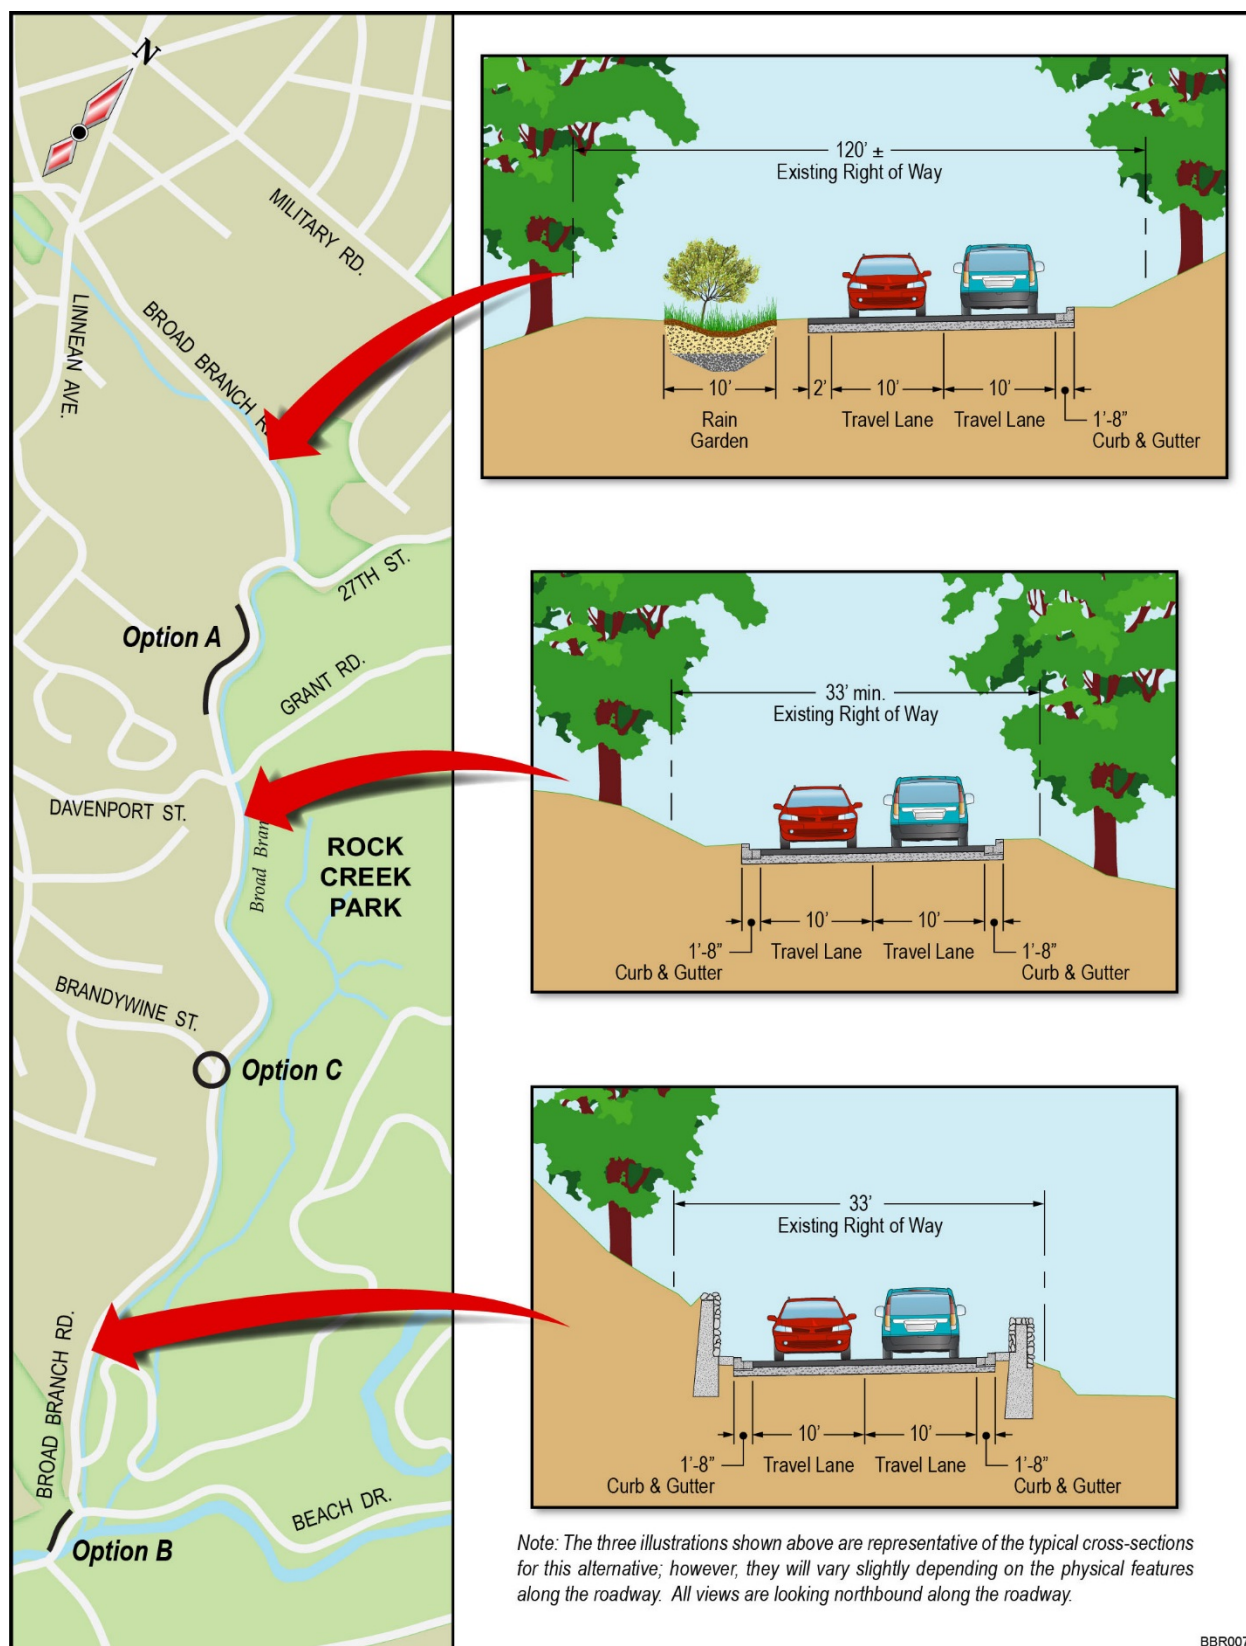 N
MILITARY RD.
LINNEAN AVE.
BROAD BRANCH RD.
27TH ST.
Option A
GRANT RD.
DAVENPORT ST.
Broad Bran
ROCK
CREEK
PARK
BRANDYWINE ST.
Option C
BROAD BRANCH RD.
BEACH DR.
Option B
120’ ±
Existing Right of Way
10’ 2’ 10’ 10’ 1’-8”
Rain Travel Lane Travel Lane Curb & Gutter
Garden
33’ min.
Existing Right of Way
10’ 10’
1’-8” Travel Lane Travel Lane 1’-8”
Curb & Gutter Curb & Gutter
33’
Existing Right of Way
10’ 10’
1’-8” Travel Lane Travel Lane 1’-8”
Curb & Gutter Curb & Gutter
Note: The three illustrations shown above are representative of the typical cross-sections
for this alternative; however, they will vary slightly depending on the physical features
along the roadway. All views are looking northbound along the roadway.
BBR007